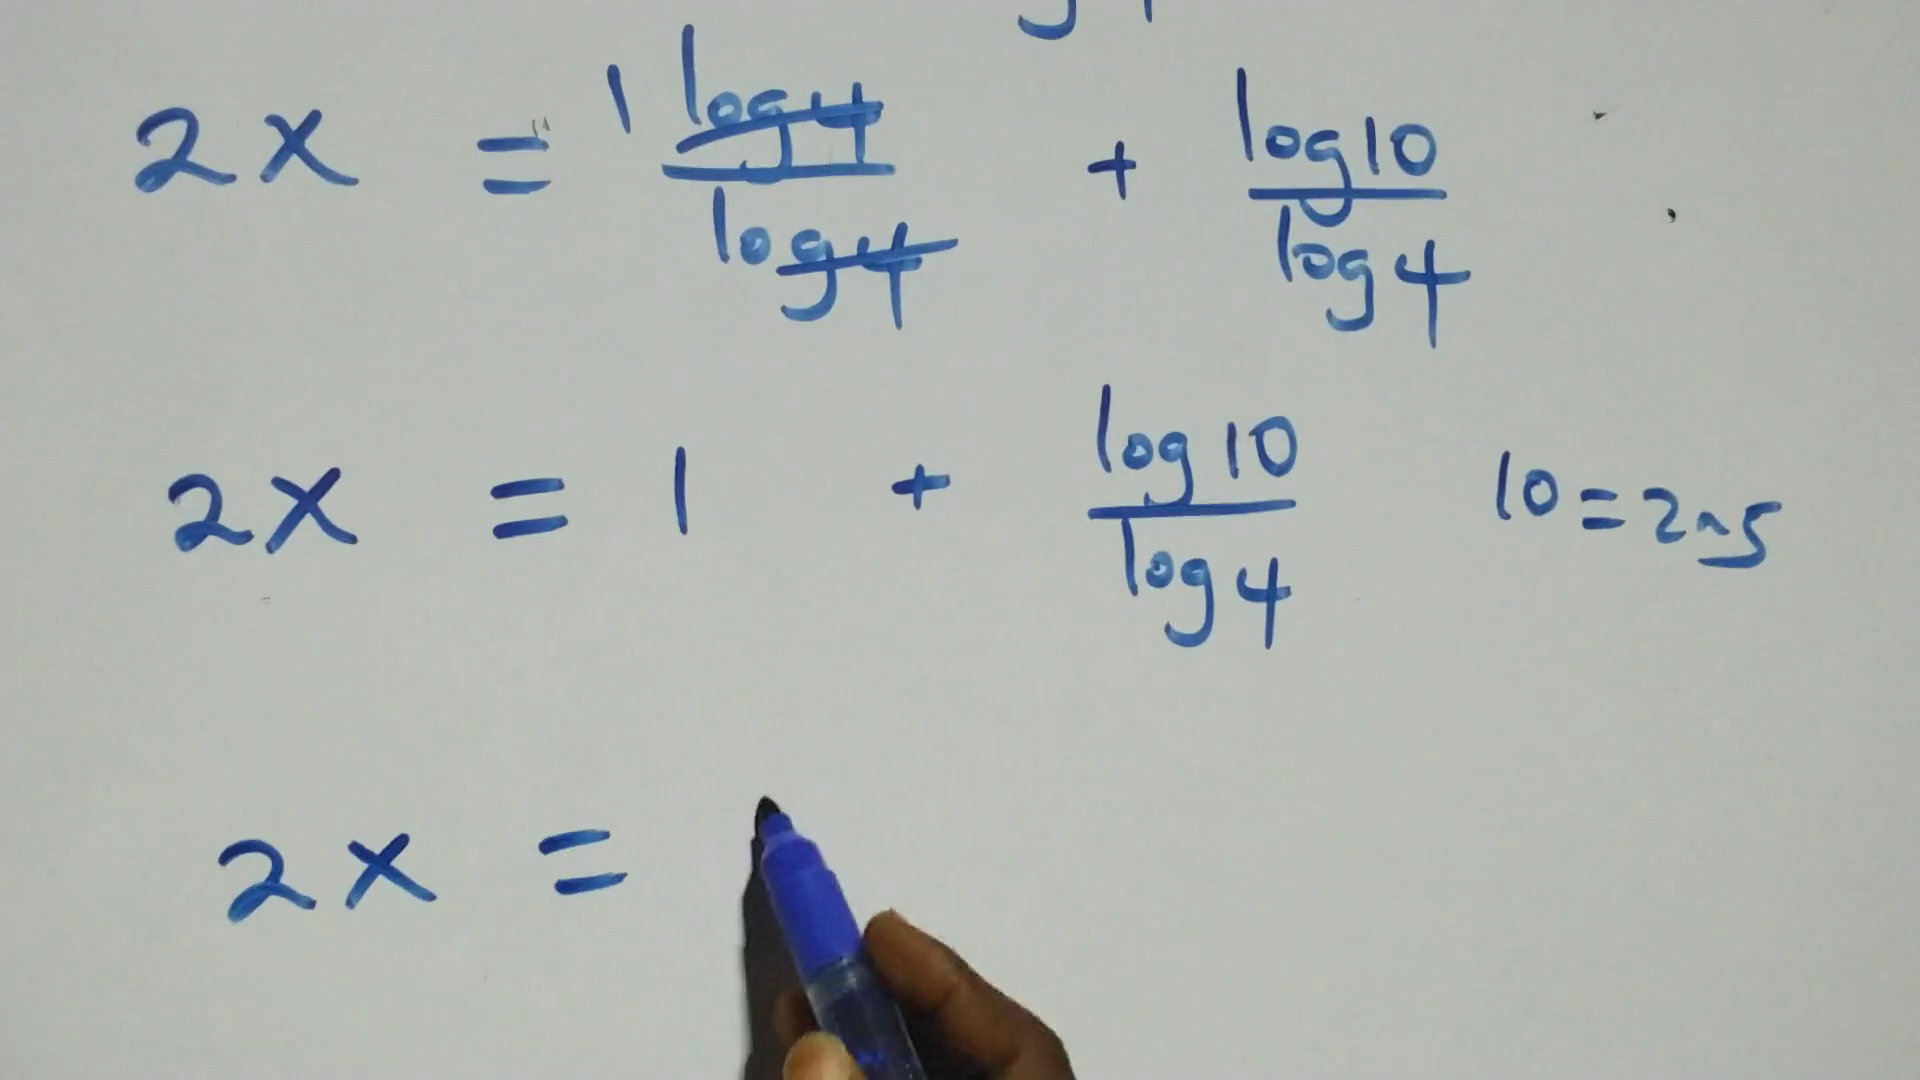 2x = 1 log4/log4 + log10/log4
2x = 1 + log10/log4 10 = 2×5
2x =